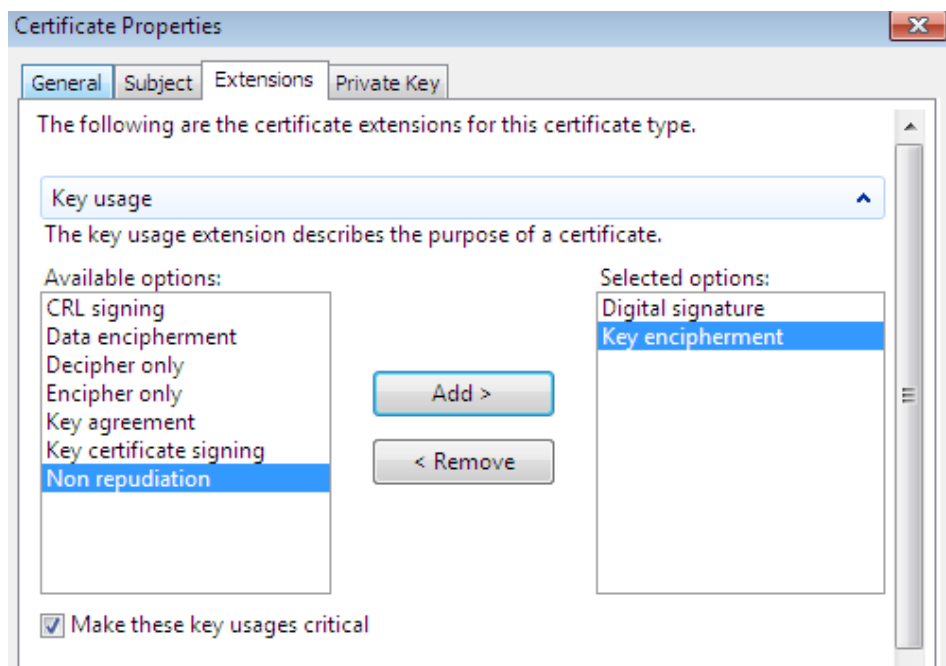 Certificate Properties
General
Subject
Extensions
Private Key
The following are the certificate extensions for this certificate type.
Key usage
The key usage extension describes the purpose of a certificate.
Available options:
CRL signing
Data encipherment
Decipher only
Encipher only
Key agreement
Key certificate signing
Non repudiation
Add >
< Remove
Selected options:
Digital signature
Key encipherment
Make these key usages critical